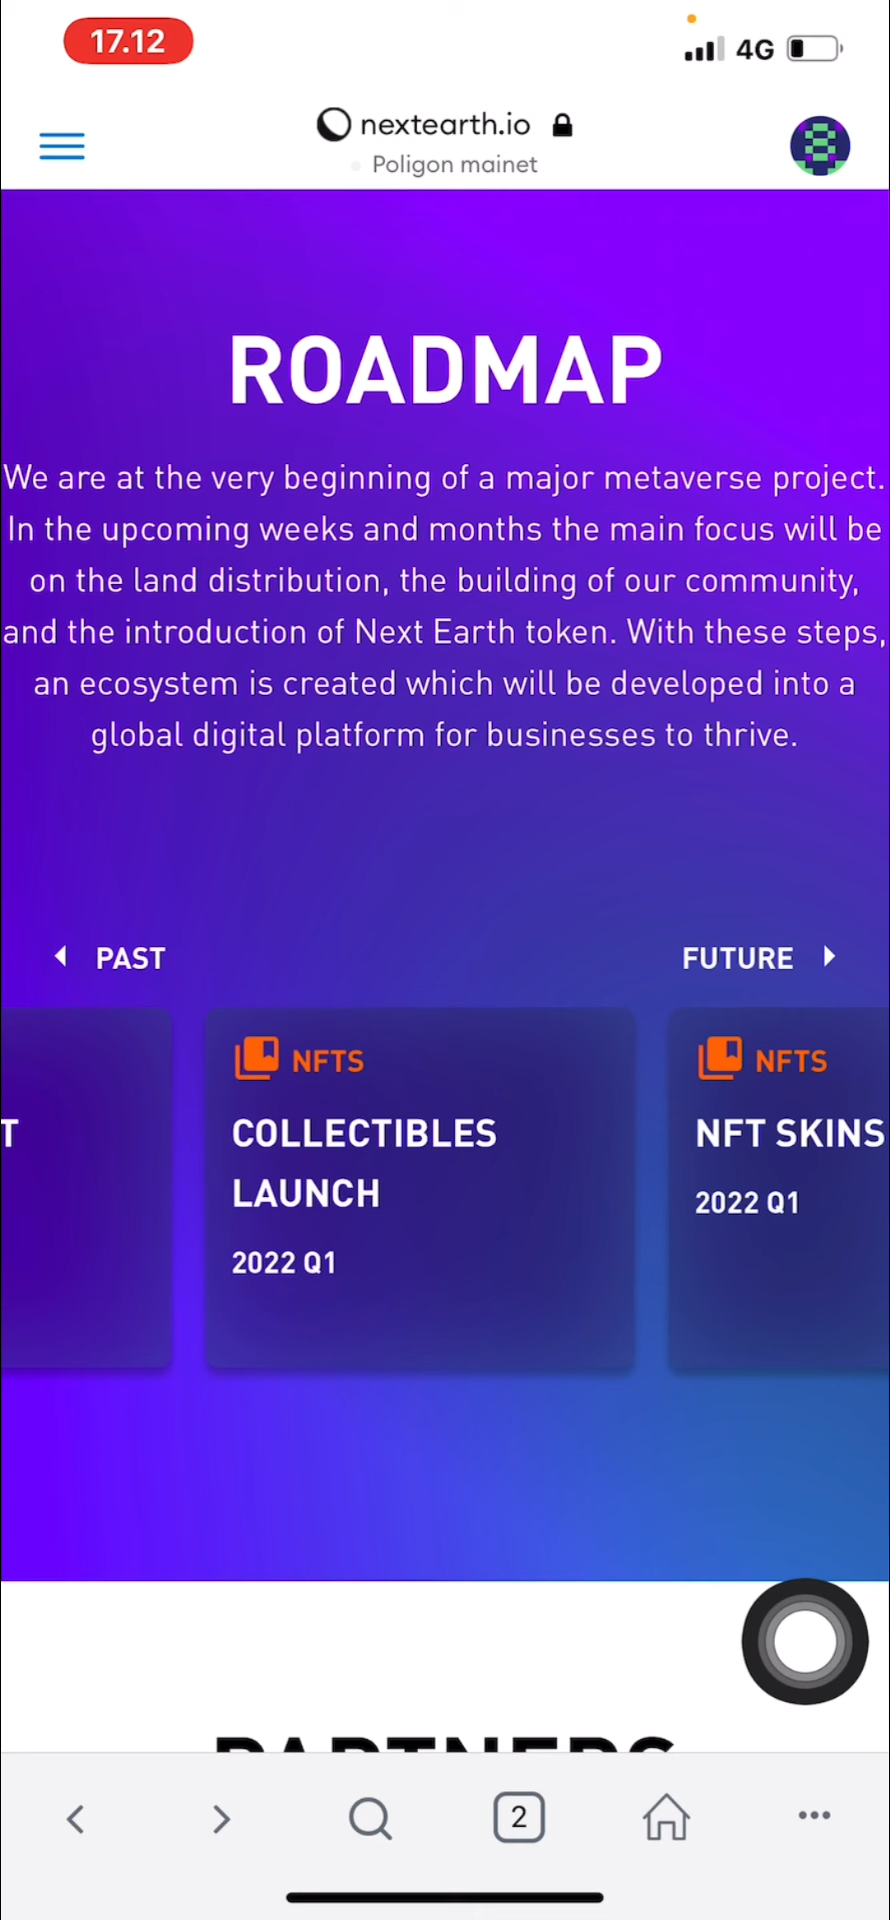 17.12
4G
nextearth.io
Poligon mainet
ROADMAP
We are at the very beginning of a major metaverse project.
In the upcoming weeks and months the main focus will be
on the land distribution, the building of our community,
and the introduction of Next Earth token. With these steps,
an ecosystem is created which will be developed into a
global digital platform for businesses to thrive.
PAST
FUTURE
T
NFTS
COLLECTIBLES
LAUNCH
2022 Q1
NFTS
NFT SKINS
2022 Q1
PARTNERS
2